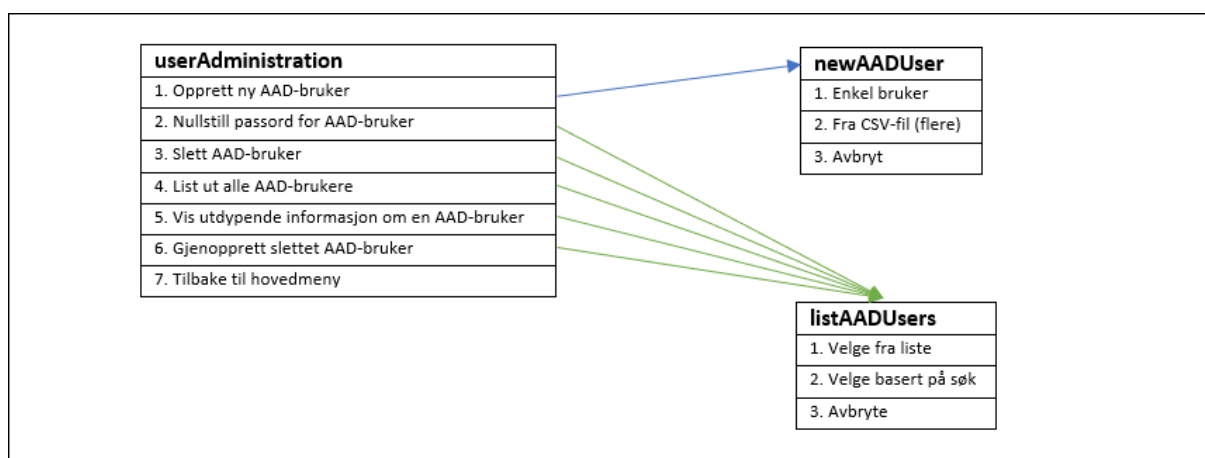 userAdministration
1. Opprett ny AAD-bruker
2. Nullstill passord for AAD-bruker
3. Slett AAD-bruker
4. List ut alle AAD-brukere
5. Vis utdypende informasjon om en AAD-bruker
6. Gjenopprett slettet AAD-bruker
7. Tilbake til hovedmeny
newAADUser
1. Enkel bruker
2. Fra CSV-fil (flere)
3. Avbryt
listAADUsers
1. Velge fra liste
2. Velge basert på søk
3. Avbryte